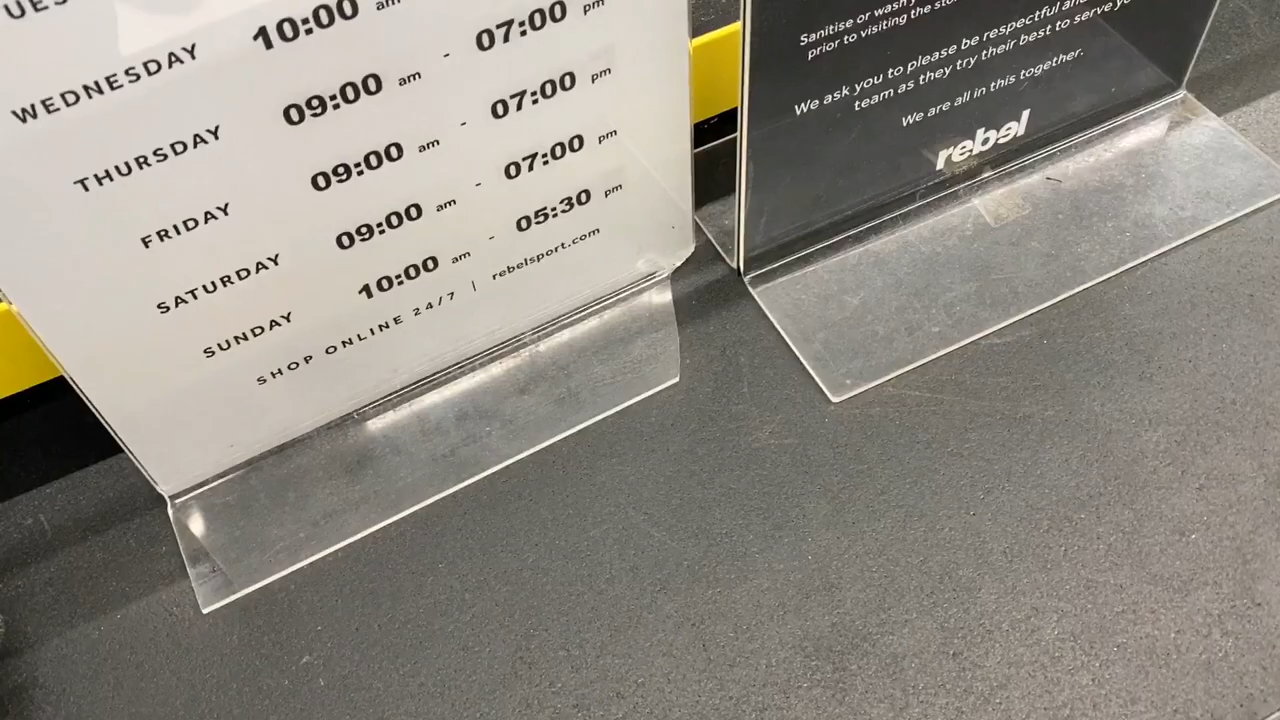 WEDNESDAY 10:00 am
THURSDAY 09:00 am - 07:00 pm
FRIDAY 09:00 am - 07:00 pm
SATURDAY 09:00 am - 07:00 pm
SUNDAY 10:00 am - 05:30 pm
SHOP ONLINE 24/7 | rebelsport.com
Sanitise or wash
prior to visiting the
We ask you to please be respectful
team as they try their best to serve
We are all in this together.
rebel